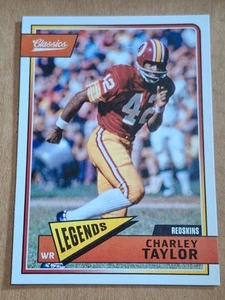 Classics
42
LEGENDS
WR
REDSKINS
CHARLEY
TAYLOR